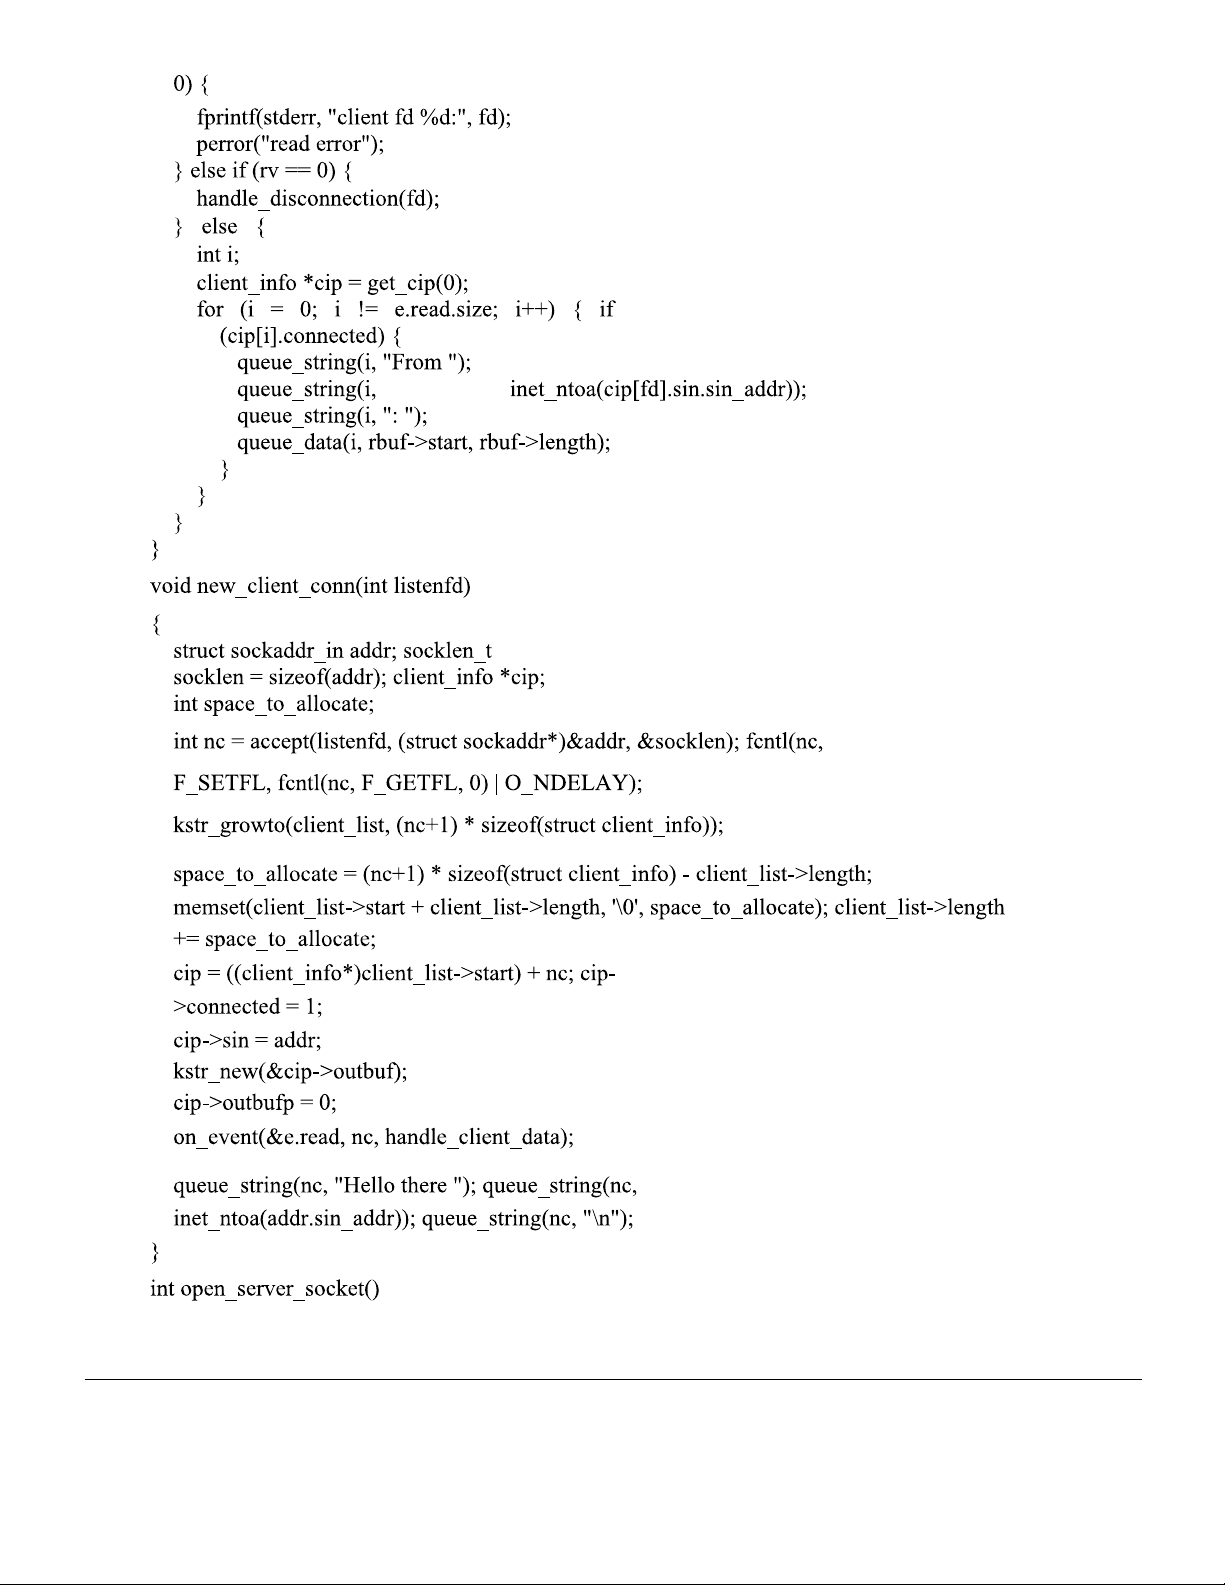 0) {
fprintf(stderr, "client fd %d:", fd);
perror("read error");
} else if (rv == 0) {
handle_disconnection(fd);
} else {
int i;
client_info *cip = get_cip(0);
for (i = 0; i != e.read.size; i++) { if
(cip[i].connected) {
queue_string(i, "From ");
queue_string(i, inet_ntoa(cip[fd].sin.sin_addr));
queue_string(i, ": ");
queue_data(i, rbuf->start, rbuf->length);
}
}
}
}
void new_client_conn(int listenfd)
{
struct sockaddr_in addr; socklen_t
socklen = sizeof(addr); client_info *cip;
int space_to_allocate;
int nc = accept(listenfd, (struct sockaddr*)&addr, &socklen); fcntl(nc,
F_SETFL, fcntl(nc, F_GETFL, 0) | O_NDELAY);
kstr_growto(client_list, (nc+1) * sizeof(struct client_info));
space_to_allocate = (nc+1) * sizeof(struct client_info) - client_list->length;
memset(client_list->start + client_list->length, '\0', space_to_allocate); client_list->length
+= space_to_allocate;
cip = ((client_info*)client_list->start) + nc; cip-
>connected = 1;
cip->sin = addr;
kstr_new(&cip->outbuf);
cip->outbufp = 0;
on_event(&e.read, nc, handle_client_data);
queue_string(nc, "Hello there "); queue_string(nc,
inet_ntoa(addr.sin_addr)); queue_string(nc, "\n");
}
int open_server_socket()